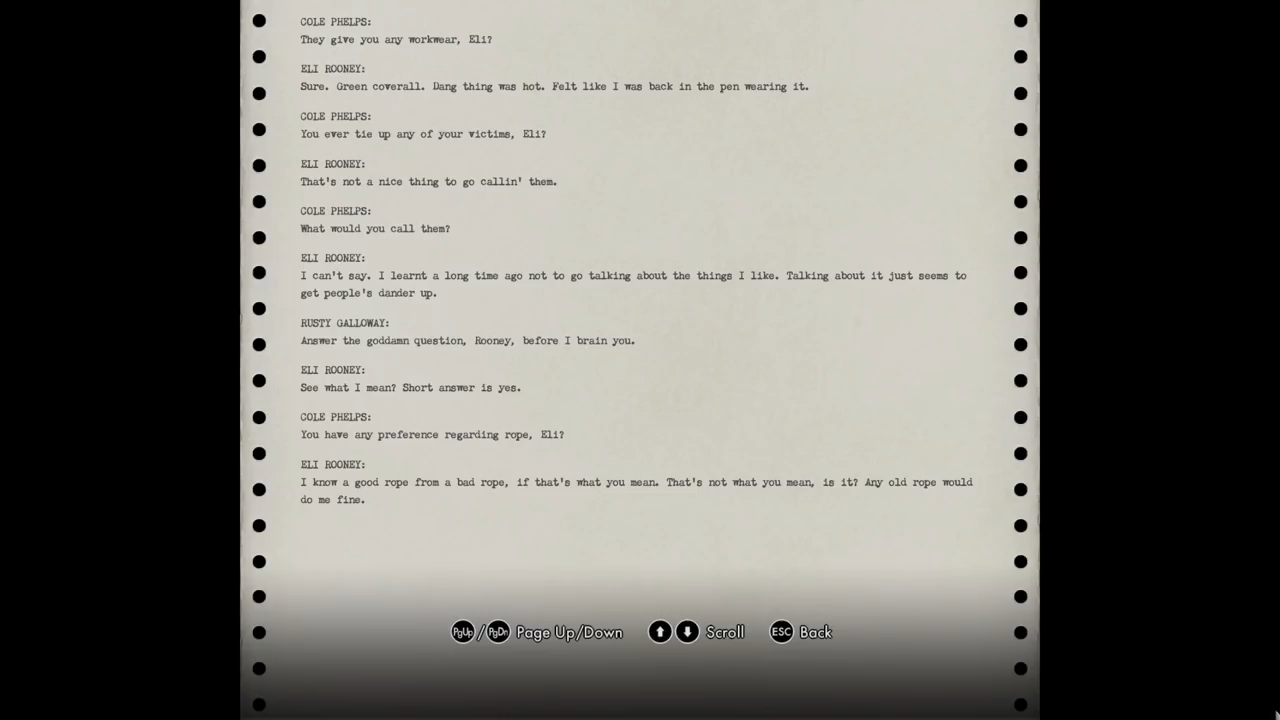 COLE PHELPS:
They give you any workwear, Eli?
ELI ROONEY:
Sure. Green coverall. Dang thing was hot. Felt like I was back in the pen wearing it.
COLE PHELPS:
You ever tie up any of your victims, Eli?
ELI ROONEY:
That's not a nice thing to go callin' them.
COLE PHELPS:
What would you call them?
ELI ROONEY:
I can't say. I learnt a long time ago not to go talking about the things I like. Talking about it just seems to
get people's dander up.
RUSTY GALLOWAY:
Answer the goddamn question, Rooney, before I brain you.
ELI ROONEY:
See what I mean? Short answer is yes.
COLE PHELPS:
You have any preference regarding rope, Eli?
ELI ROONEY:
I know a good rope from a bad rope, if that's what you mean. That's not what you mean, is it? Any old rope would
do me fine.
PgUp/PgDn Page Up/Down Scroll ESC Back